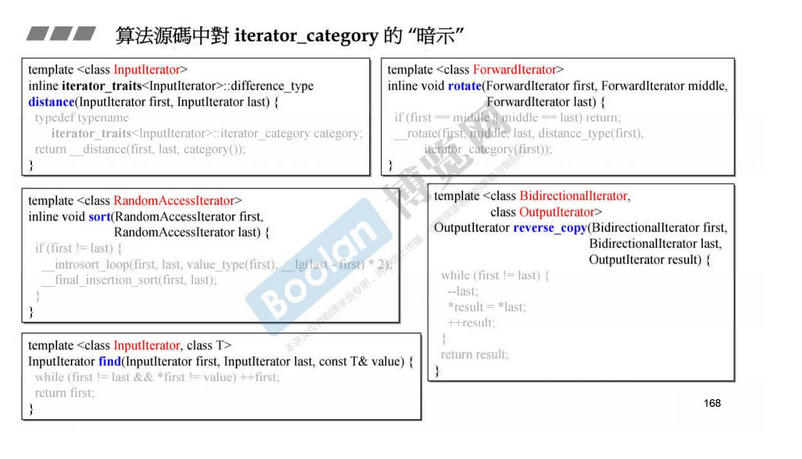 算法源碼中對 iterator_category 的 “暗示”
template <class InputIterator>
inline iterator_traits<InputIterator>::difference_type
distance(InputIterator first, InputIterator last) {
typedef typename
iterator_traits<InputIterator>::iterator_category category;
return __distance(first, last, category());
}
template <class ForwardIterator>
inline void rotate(ForwardIterator first, ForwardIterator middle,
ForwardIterator last) {
if (first == middle || middle == last) return;
__rotate(first, middle, last, distance_type(first),
iterator_category(first));
}
template <class RandomAccessIterator>
inline void sort(RandomAccessIterator first,
RandomAccessIterator last) {
if (first != last) {
__introsort_loop(first, last, value_type(first), __lg(last - first) * 2);
__final_insertion_sort(first, last);
}
}
template <class BidirectionalIterator,
class OutputIterator>
OutputIterator reverse_copy(BidirectionalIterator first,
BidirectionalIterator last,
OutputIterator result) {
while (first != last) {
--last;
*result = *last;
++result;
}
return result;
}
template <class InputIterator, class T>
InputIterator find(InputIterator first, InputIterator last, const T& value) {
while (first != last && *first != value) ++first;
return first;
}
Boolan 博览网
168